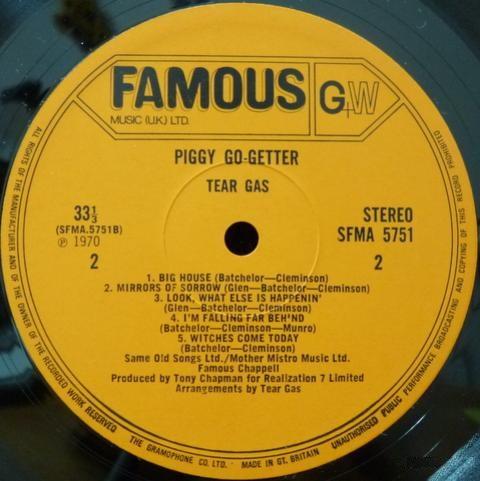 FAMOUS
MUSIC (U.K.) LTD.
G+W
PIGGY GO-GETTER
TEAR GAS
33⅓
(SFMA.5751B)
Ⓟ 1970
2
STEREO
SFMA 5751
2
1. BIG HOUSE (Batchelor—Cleminson)
2. MIRRORS OF SORROW (Glen—Batchelor—Cleminson)
3. LOOK, WHAT ELSE IS HAPPENIN'
(Glen—Batchelor—Cleminson)
4. I'M FALLING FAR BEH'ND
(Batchelor—Cleminson—Munro)
5. WITCHES COME TODAY
(Batchelor—Cleminson)
Same Old Songs Ltd./Mother Mistro Music Ltd.
Famous Chappell
Produced by Tony Chapman for Realization 7 Limited
Arrangements by Tear Gas
ALL RIGHTS OF THE MANUFACTURER AND OF THE OWNER OF THE RECORDED WORK RESERVED
THE GRAMOPHONE CO. LTD. · MADE IN GT. BRITAIN
UNAUTHORISED PUBLIC PERFORMANCE BROADCASTING AND COPYING OF THIS RECORD PROHIBITED